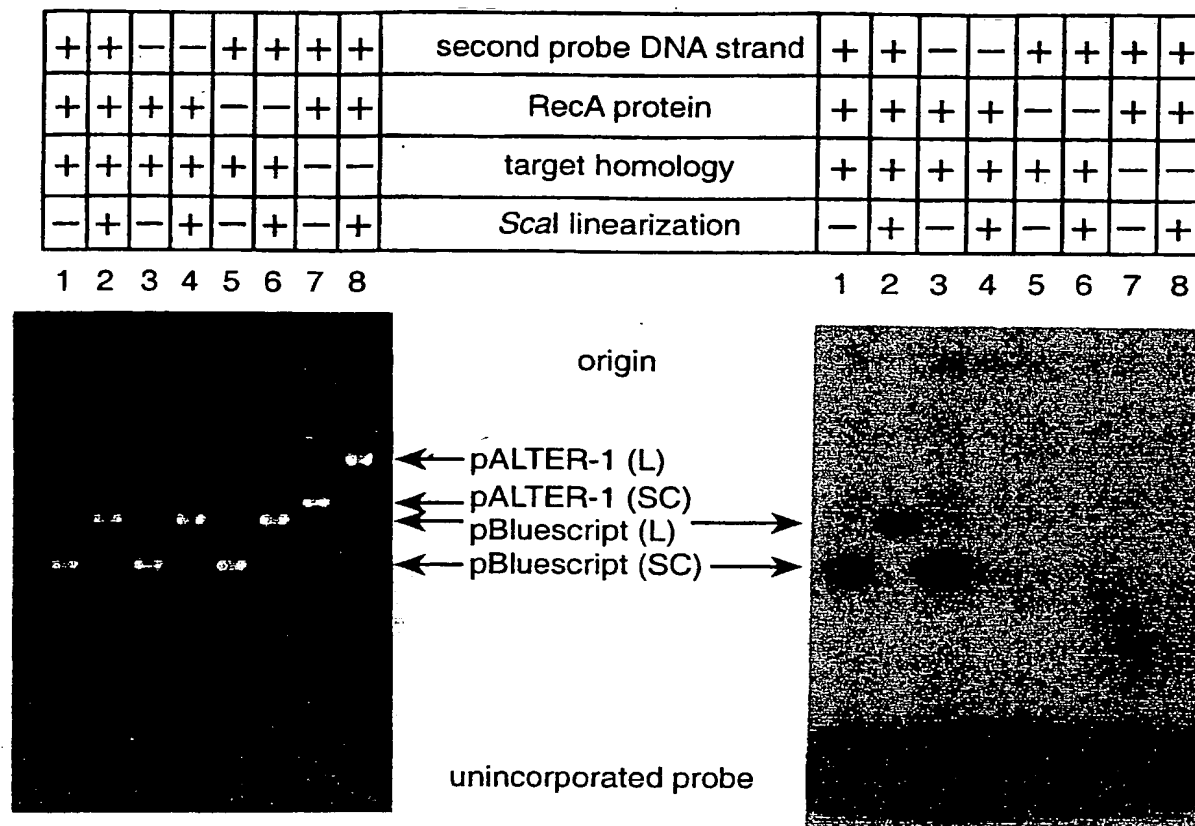 + + − − + + + + second probe DNA strand + + − − + + + +
+ + + + − − + + RecA protein + + + + − − + +
+ + + + + + − − target homology + + + + + + − −
− + − + − + − + ScaI linearization − + − + − + − +
1 2 3 4 5 6 7 8 1 2 3 4 5 6 7 8
origin
pALTER-1 (L)
pALTER-1 (SC)
pBluescript (L)
pBluescript (SC)
unincorporated probe